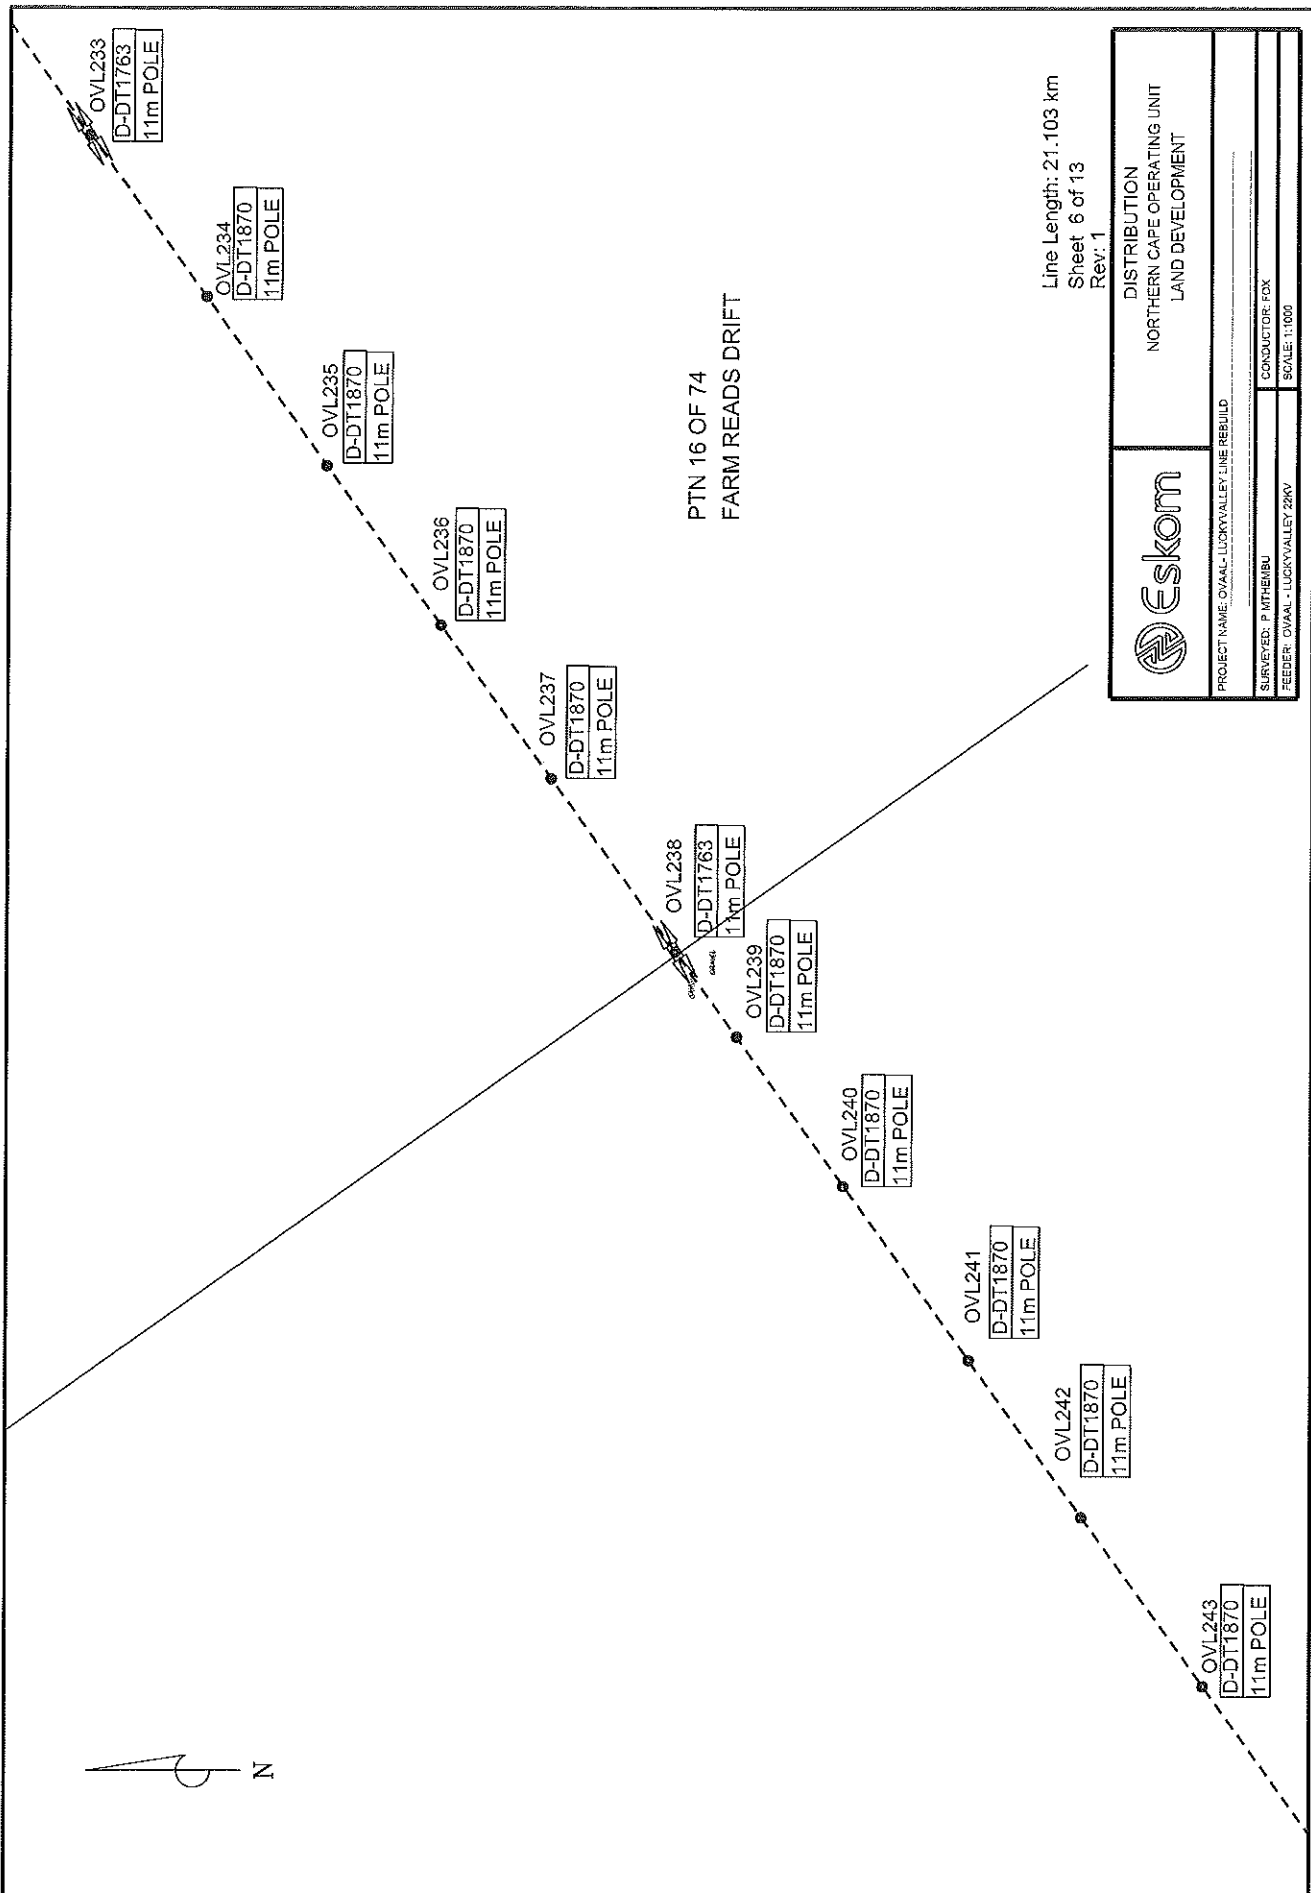 OVL233
D-DT1763
11m POLE
OVL234
D-DT1870
11m POLE
OVL235
D-DT1870
11m POLE
OVL236
D-DT1870
11m POLE
OVL237
D-DT1870
11m POLE
OVL238
D-DT1763
11m POLE
GRAVEL
OVL239
D-DT1870
11m POLE
OVL240
D-DT1870
11m POLE
OVL241
D-DT1870
11m POLE
OVL242
D-DT1870
11m POLE
OVL243
D-DT1870
11m POLE
N
PTN 16 OF 74
FARM READS DRIFT
Line Length: 21.103 km
Sheet 6 of 13
Rev: 1
Eskom
DISTRIBUTION
NORTHERN CAPE OPERATING UNIT
LAND DEVELOPMENT
PROJECT NAME: OVAAL- LUCKYVALLEY LINE REBUILD
SURVEYED: P MTHEMBU
CONDUCTOR: FOX
FEEDER: OVAAL - LUCKYVALLEY 22KV
SCALE: 1:1000